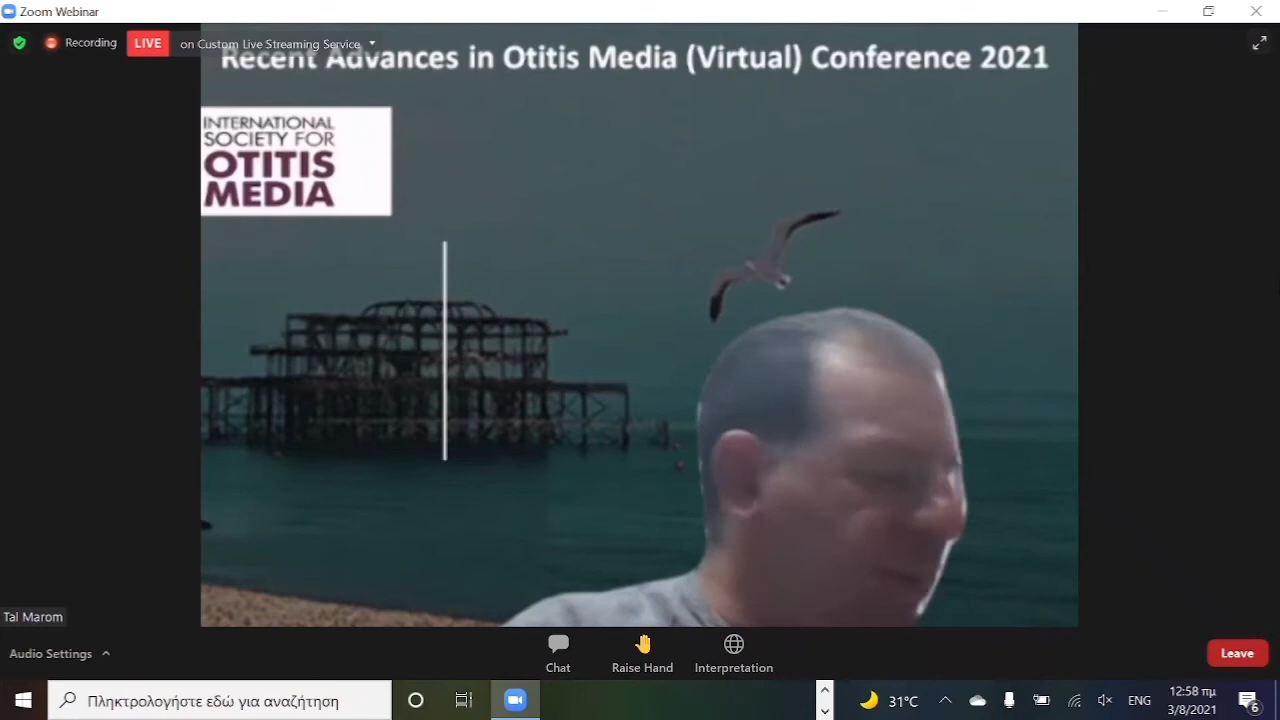 Zoom Webinar
Recording
LIVE
on Custom Live Streaming Service
Recent Advances in Otitis Media (Virtual) Conference 2021
INTERNATIONAL
SOCIETY FOR
OTITIS
MEDIA
Tal Marom
Audio Settings
Chat
Raise Hand
Interpretation
Leave
Πληκτρολογήστε εδώ για αναζήτηση
31°C
ENG
12:58 πμ
3/8/2021
6